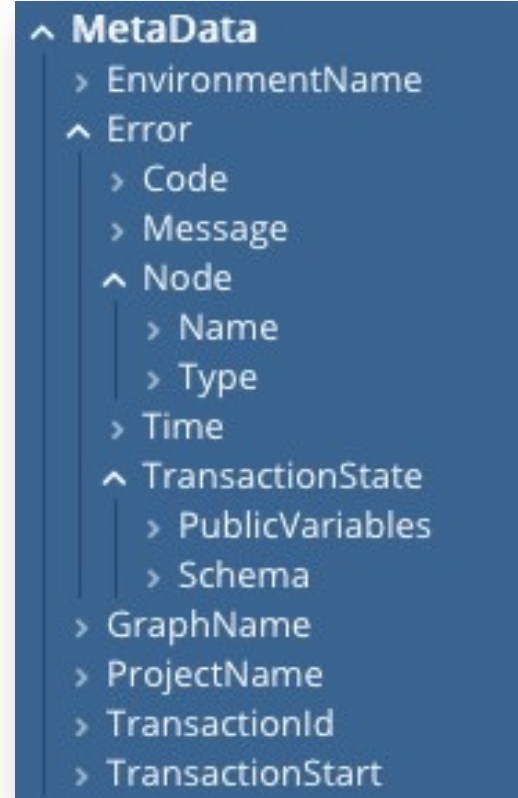 MetaData
EnvironmentName
Error
Code
Message
Node
Name
Type
Time
TransactionState
PublicVariables
Schema
GraphName
ProjectName
TransactionId
TransactionStart